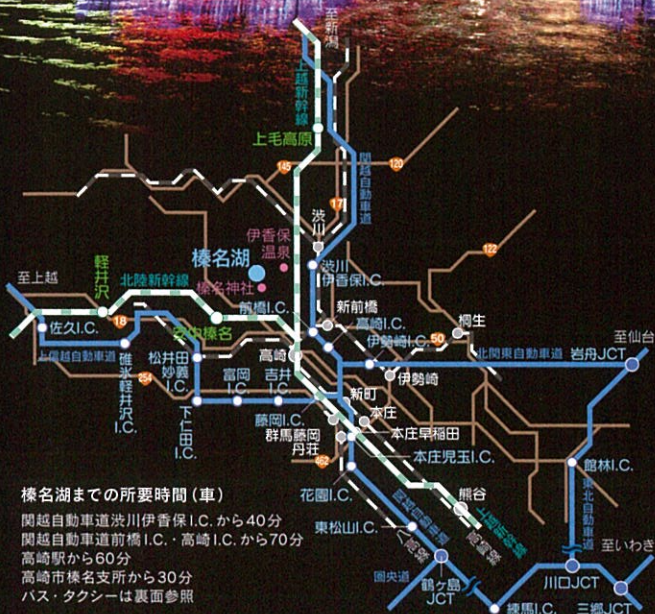 至新潟
上越新幹線
上毛高原
145
120
関越自動車道
17
渋川
伊香保
温泉
榛名湖
渋川
伊香保I.C.
122
至上越
軽井沢
北陸新幹線
榛名神社
前橋I.C.
新前橋
高崎I.C.
桐生
佐久I.C.
18
安中榛名
伊勢崎I.C.
50
至仙台
上信越自動車道
北関東自動車道
岩舟JCT
碓氷軽井沢I.C.
松井田
妙義
I.C.
高崎
伊勢崎
254
富岡
I.C.
吉井
I.C.
下仁田I.C.
新町
藤岡I.C.
本庄
群馬藤岡
本庄早稲田
丹荘
本庄児玉I.C.
462
館林I.C.
花園I.C.
熊谷
東北自動車道
関越自動車道
上越新幹線
高崎線
八高線
東松山I.C.
至いわき
圏央道
鶴ヶ島
JCT
川口JCT
練馬I.C.
三郷JCT
榛名湖までの所要時間（車）
関越自動車道渋川伊香保I.C.から40分
関越自動車道前橋I.C.・高崎I.C.から70分
高崎駅から60分
高崎市榛名支所から30分
バス・タクシーは裏面参照